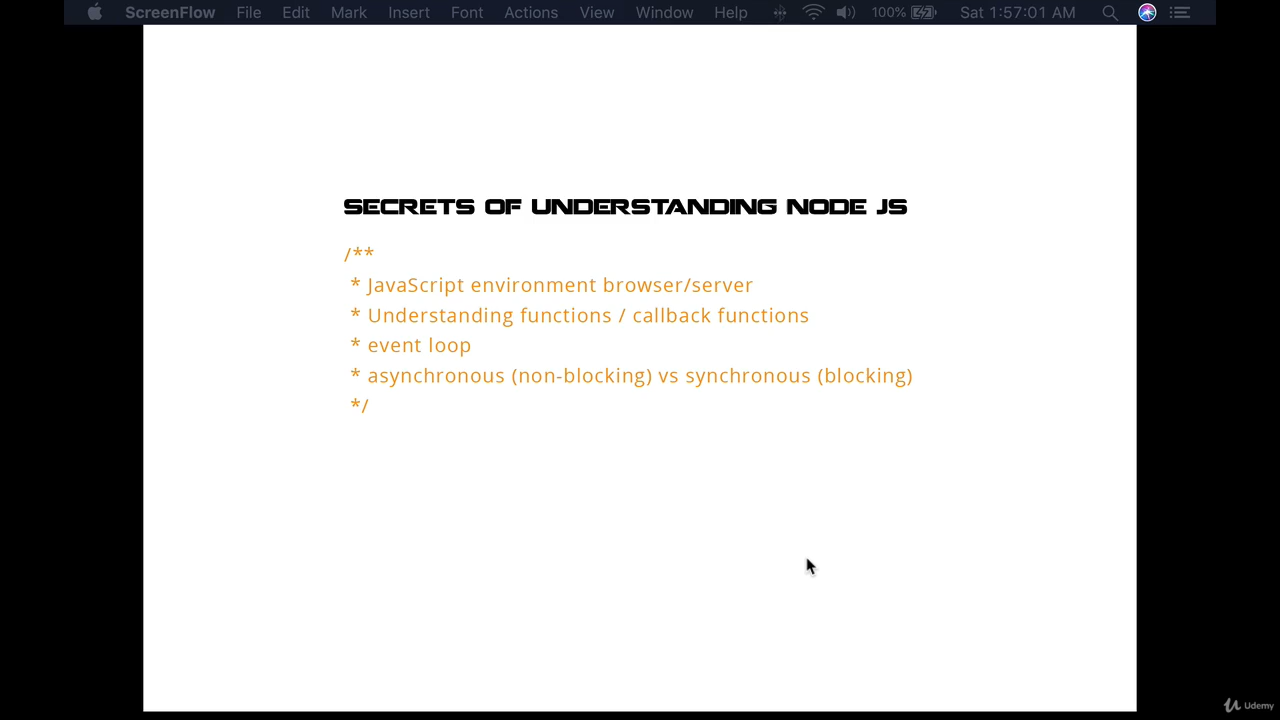 ScreenFlow File Edit Mark Insert Font Actions View Window Help 100% Sat 1:57:01 AM
SECRETS OF UNDERSTANDING NODE JS
/**
* JavaScript environment browser/server
* Understanding functions / callback functions
* event loop
* asynchronous (non-blocking) vs synchronous (blocking)
*/
Udemy